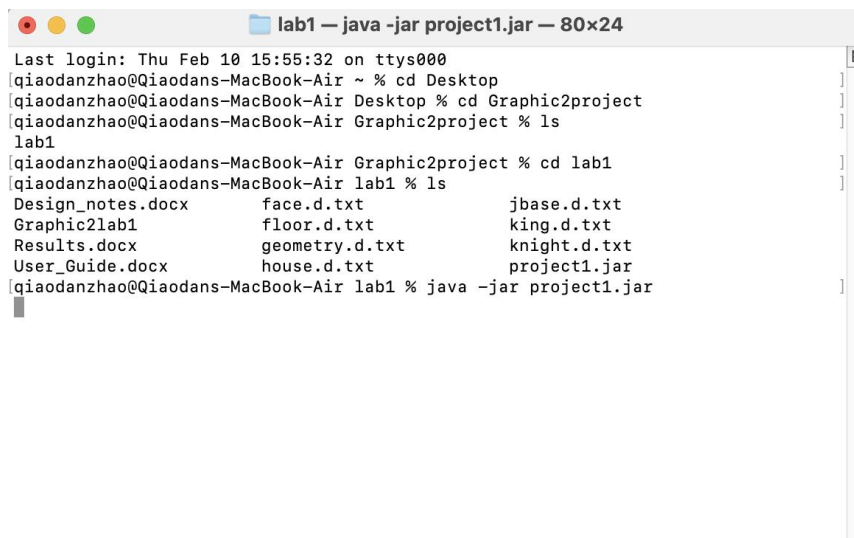 lab1 — java -jar project1.jar — 80×24
Last login: Thu Feb 10 15:55:32 on ttys000
[qiaodanzhao@Qiaodans-MacBook-Air ~ % cd Desktop ]
[qiaodanzhao@Qiaodans-MacBook-Air Desktop % cd Graphic2project ]
[qiaodanzhao@Qiaodans-MacBook-Air Graphic2project % ls ]
lab1
[qiaodanzhao@Qiaodans-MacBook-Air Graphic2project % cd lab1 ]
[qiaodanzhao@Qiaodans-MacBook-Air lab1 % ls ]
Design_notes.docx face.d.txt jbase.d.txt
Graphic2lab1 floor.d.txt king.d.txt
Results.docx geometry.d.txt knight.d.txt
User_Guide.docx house.d.txt project1.jar
[qiaodanzhao@Qiaodans-MacBook-Air lab1 % java -jar project1.jar ]